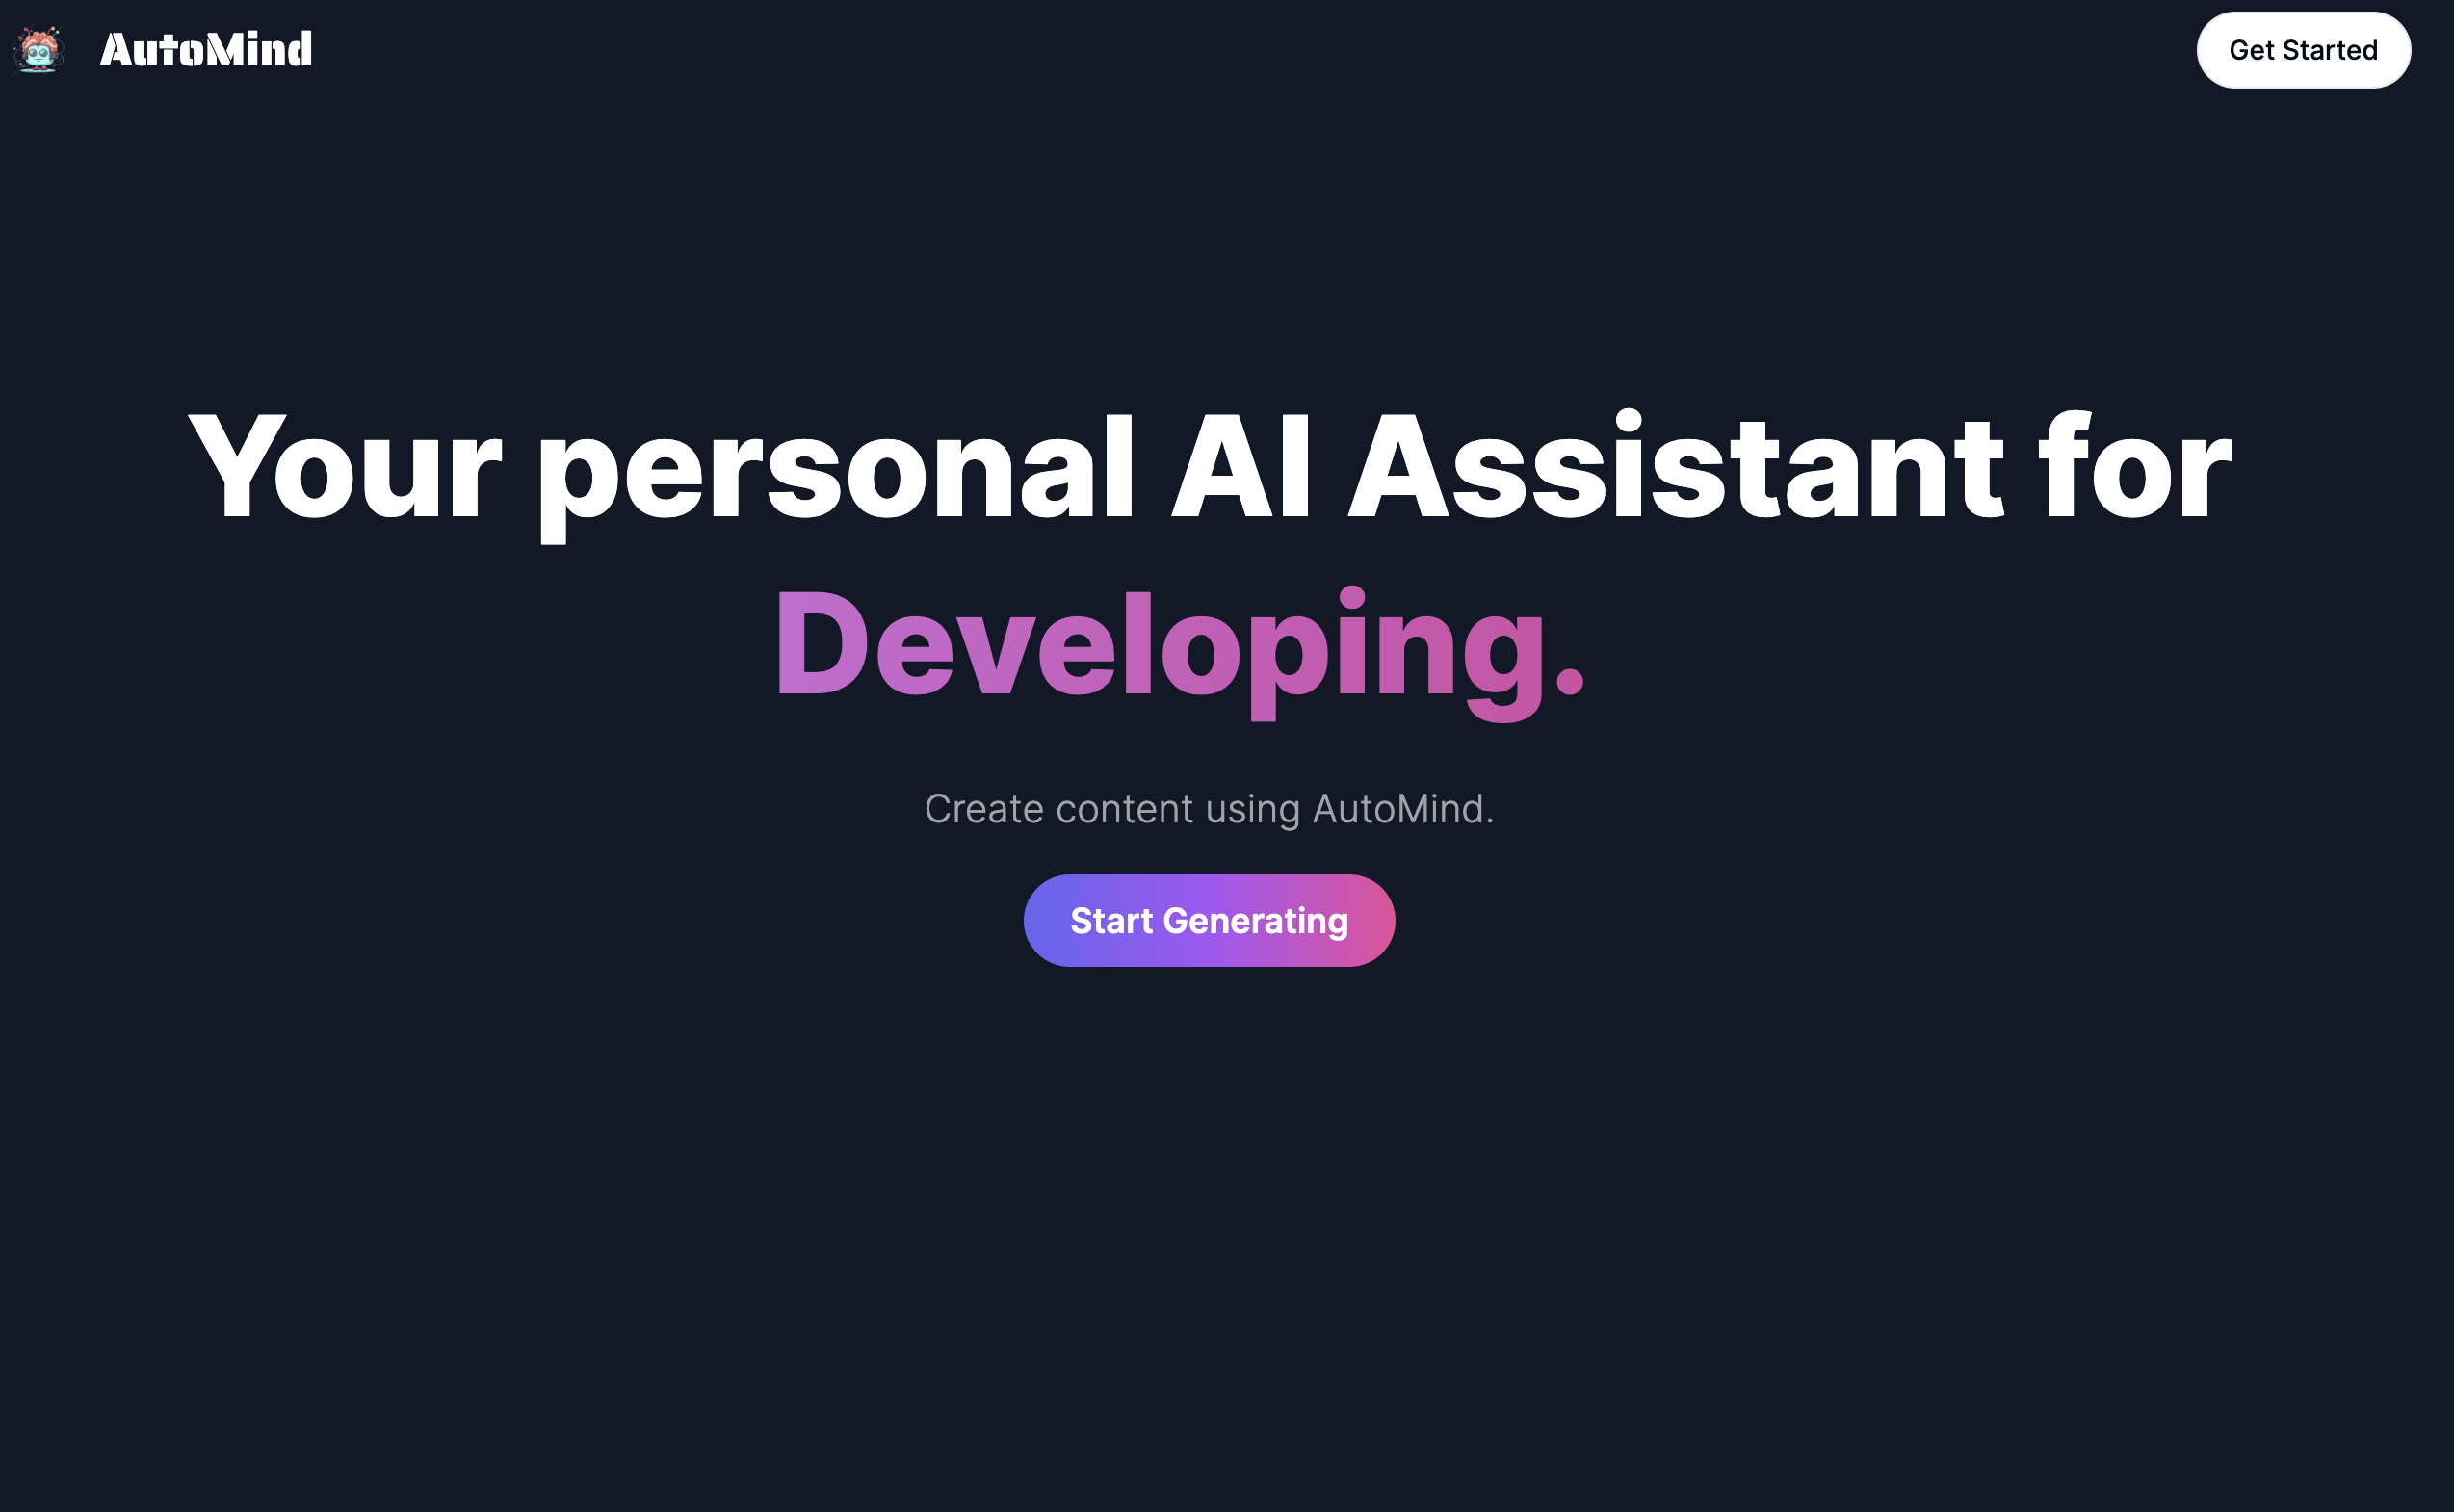 AutoMind
Get Started
Your personal AI Assistant for
Developing.
Create content using AutoMind.
Start Generating